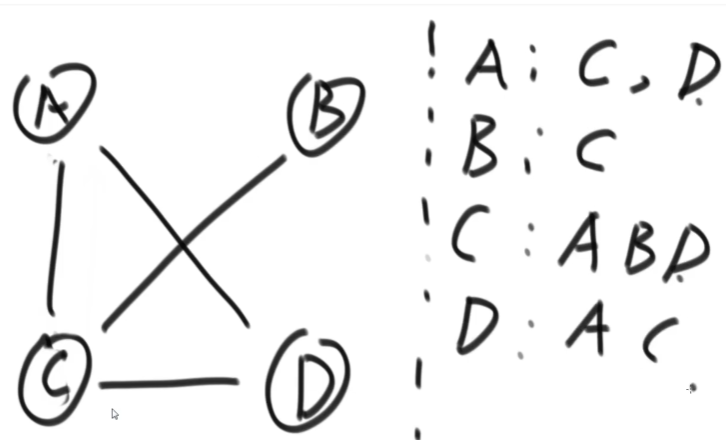 A
B
C
D
A: C, D
B: C
C: A B D
D: A C